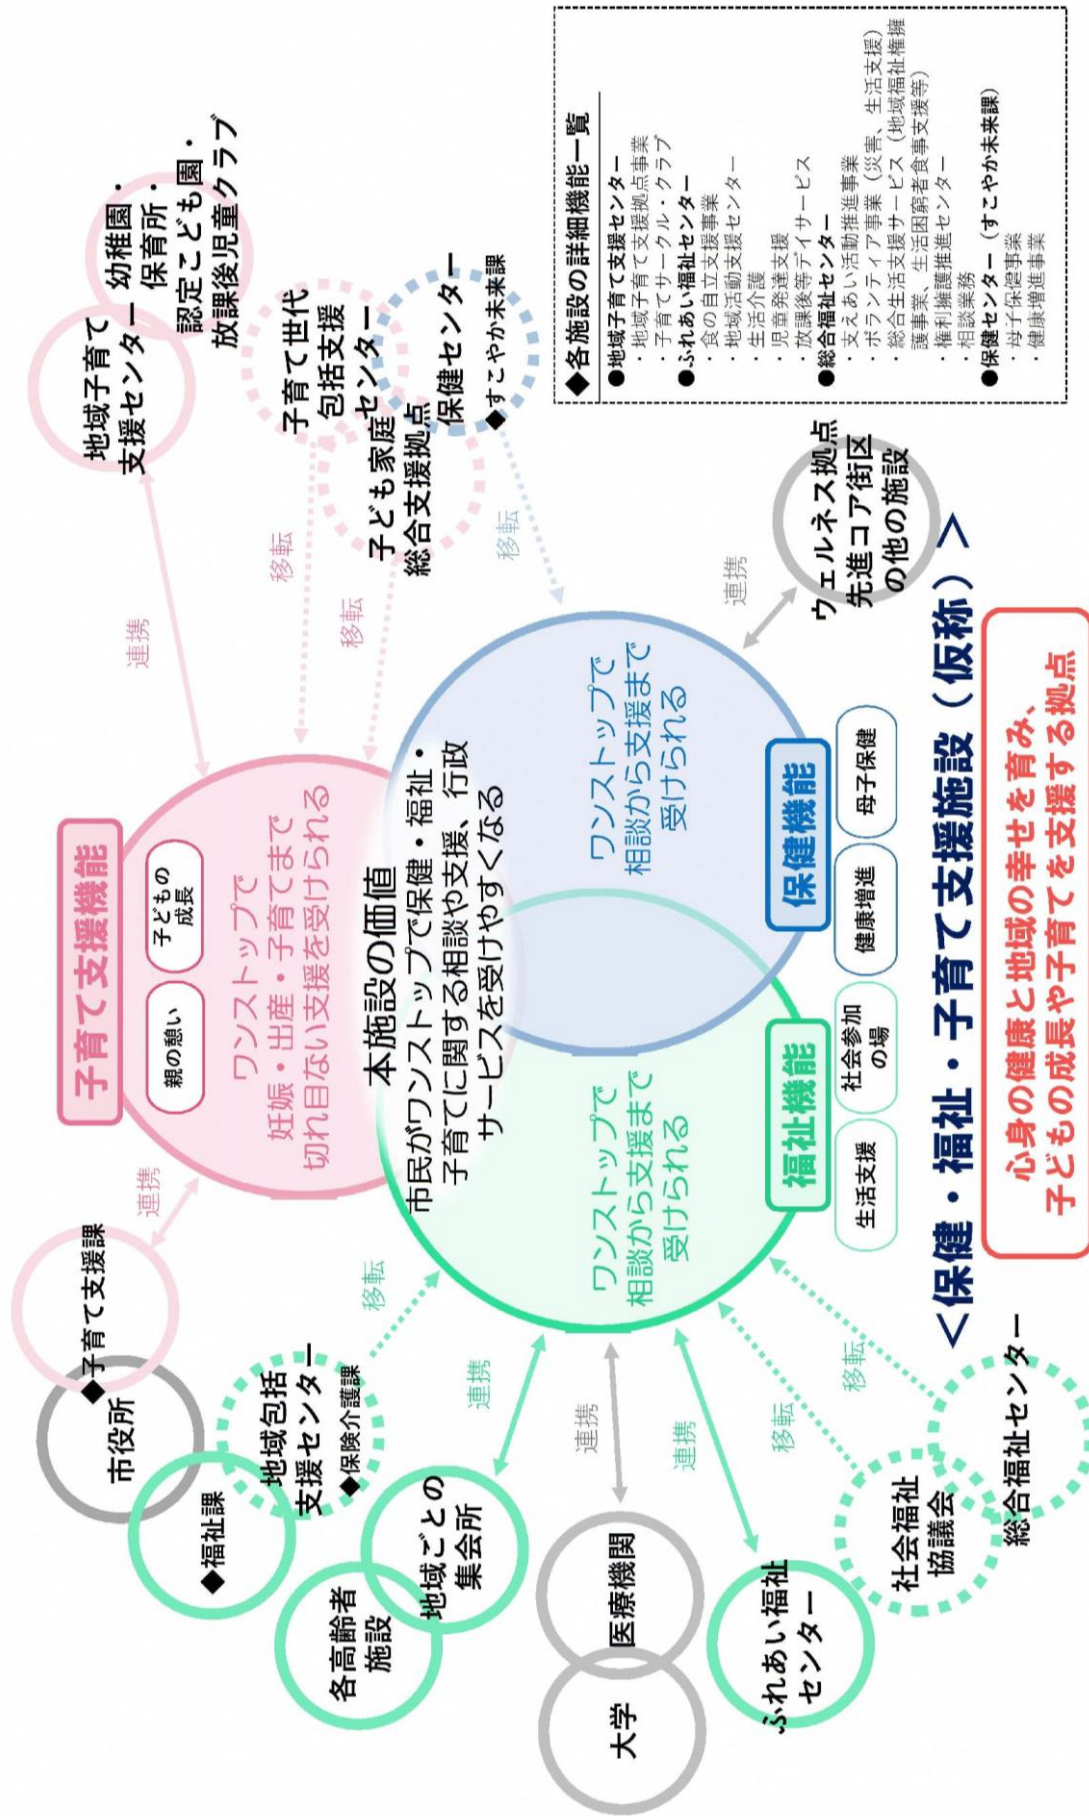 子育て支援機能
親の憩い
子どもの
成長
ワンストップで
妊娠・出産・子育てまで
切れ目ない支援を受けられる
本施設の価値
市民がワンストップで保健・福祉・
子育てに関する相談や支援、行政
サービスを受けやすくなる
ワンストップで
相談から支援まで
受けられる
ワンストップで
相談から支援まで
受けられる
福祉機能
保健機能
生活支援
社会参加
の場
健康増進
母子保健
市役所
◆子育て支援課
◆福祉課
地域包括
支援センター
◆保険介護課
各高齢者
施設
地域ごとの
集会所
大学
医療機関
ふれあい福祉
センター
社会福祉
協議会
総合福祉センター
連携
移転
連携
連携
連携
移転
移転
地域子育て
支援センター
幼稚園・
保育所・
認定こども園・
放課後児童クラブ
子育て世代
包括支援
センター
子ども家庭
総合支援拠点
保健センター
◆すこやか未来課
ウェルネス拠点
先進コア街区
の他の施設
連携
移転
移転
移転
連携
◆各施設の詳細機能一覧
●地域子育て支援センター
・地域子育て支援拠点事業
・子育てサークル・クラブ
●ふれあい福祉センター
・食の自立支援事業
・地域活動支援センター
・生活介護
・児童発達支援
・放課後等デイサービス
●総合福祉センター
・支えあい活動推進事業
・ボランティア事業（災害、生活支援）
・総合生活支援サービス（地域福祉権擁
護事業、生活困窮者食事支援等）
・権利擁護推進センター
・相談業務
●保健センター（すこやか未来課）
・母子保健事業
・健康増進事業
＜保健・福祉・子育て支援施設（仮称）＞
心身の健康と地域の幸せを育み、
子どもの成長や子育てを支援する拠点